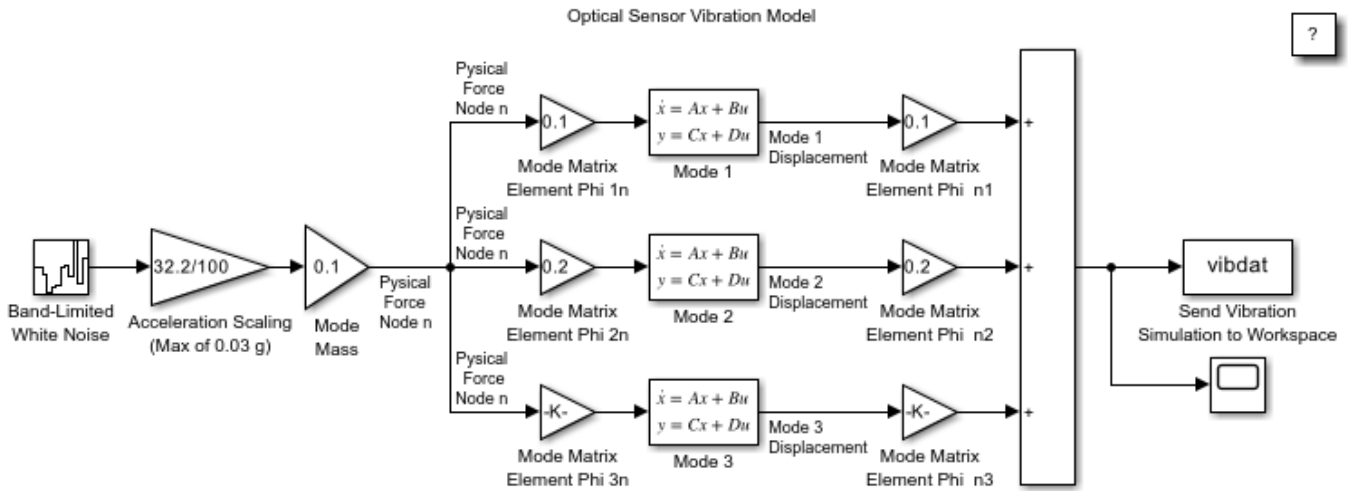 Optical Sensor Vibration Model
?
Pysical
Force
Node n
0.1
ẋ = Ax + Bu
y = Cx + Du
Mode 1
Displacement
0.1
+
Mode Matrix
Element Phi 1n
Mode 1
Mode Matrix
Element Phi n1
Band-Limited
White Noise
32.2/100
Acceleration Scaling
(Max of 0.03 g)
0.1
Mode
Mass
Pysical
Force
Node n
Pysical
Force
Node n
0.2
ẋ = Ax + Bu
y = Cx + Du
Mode 2
Displacement
0.2
+
Mode Matrix
Element Phi 2n
Mode 2
Mode Matrix
Element Phi n2
vibdat
Send Vibration
Simulation to Workspace
Pysical
Force
Node n
-K-
ẋ = Ax + Bu
y = Cx + Du
Mode 3
Displacement
-K-
+
Mode Matrix
Element Phi 3n
Mode 3
Mode Matrix
Element Phi n3